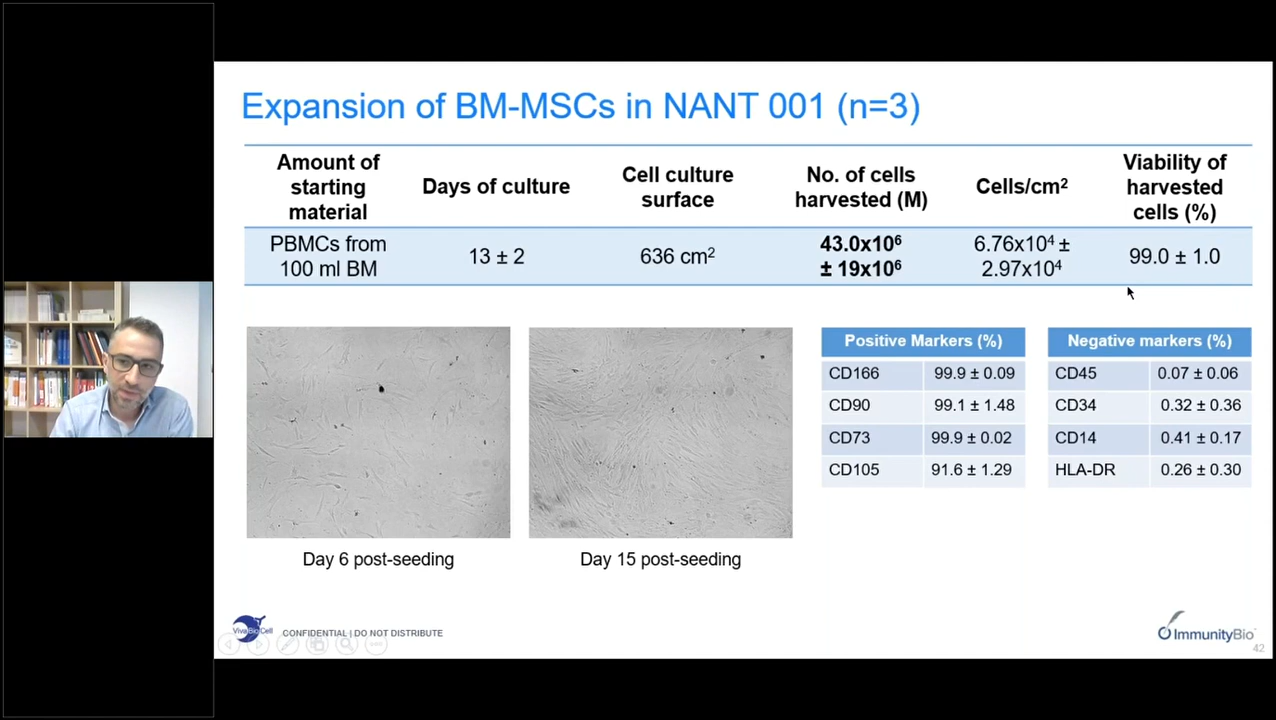 Expansion of BM-MSCs in NANT 001 (n=3)
Amount of
starting
material
Days of culture
Cell culture
surface
No. of cells
harvested (M)
Cells/cm²
Viability of
harvested
cells (%)
PBMCs from
100 ml BM
13 ± 2
636 cm²
43.0x10⁶
± 19x10⁶
6.76x10⁴ ±
2.97x10⁴
99.0 ± 1.0
Day 6 post-seeding
Day 15 post-seeding
Positive Markers (%)
CD166 99.9 ± 0.09
CD90 99.1 ± 1.48
CD73 99.9 ± 0.02
CD105 91.6 ± 1.29
Negative markers (%)
CD45 0.07 ± 0.06
CD34 0.32 ± 0.36
CD14 0.41 ± 0.17
HLA-DR 0.26 ± 0.30
VivaBioCell
CONFIDENTIAL | DO NOT DISTRIBUTE
ImmunityBio
42